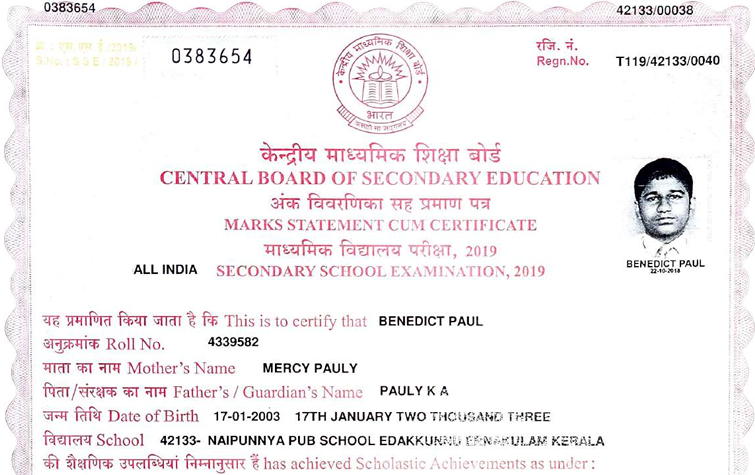 0383654 42133/00038
क्र : एस.एस.ई./2019/
S.No.: SSE / 2019 /
0383654
रजि. नं.
Regn.No. T119/42133/0040
केन्द्रीय माध्यमिक शिक्षा बोर्ड
भारत
असतो मा सद्गमय
केन्द्रीय माध्यमिक शिक्षा बोर्ड
CENTRAL BOARD OF SECONDARY EDUCATION
अंक विवरणिका सह प्रमाण पत्र
MARKS STATEMENT CUM CERTIFICATE
माध्यमिक विद्यालय परीक्षा, 2019
ALL INDIA SECONDARY SCHOOL EXAMINATION, 2019
BENEDICT PAUL
22-10-2018
यह प्रमाणित किया जाता है कि This is to certify that BENEDICT PAUL
अनुक्रमांक Roll No. 4339582
माता का नाम Mother's Name MERCY PAULY
पिता/संरक्षक का नाम Father's / Guardian's Name PAULY K A
जन्म तिथि Date of Birth 17-01-2003 17TH JANUARY TWO THOUSAND THREE
विद्यालय School 42133- NAIPUNNYA PUB SCHOOL EDAKKUNNU ERNAKULAM KERALA
की शैक्षणिक उपलब्धियां निम्नानुसार हैं has achieved Scholastic Achievements as under :